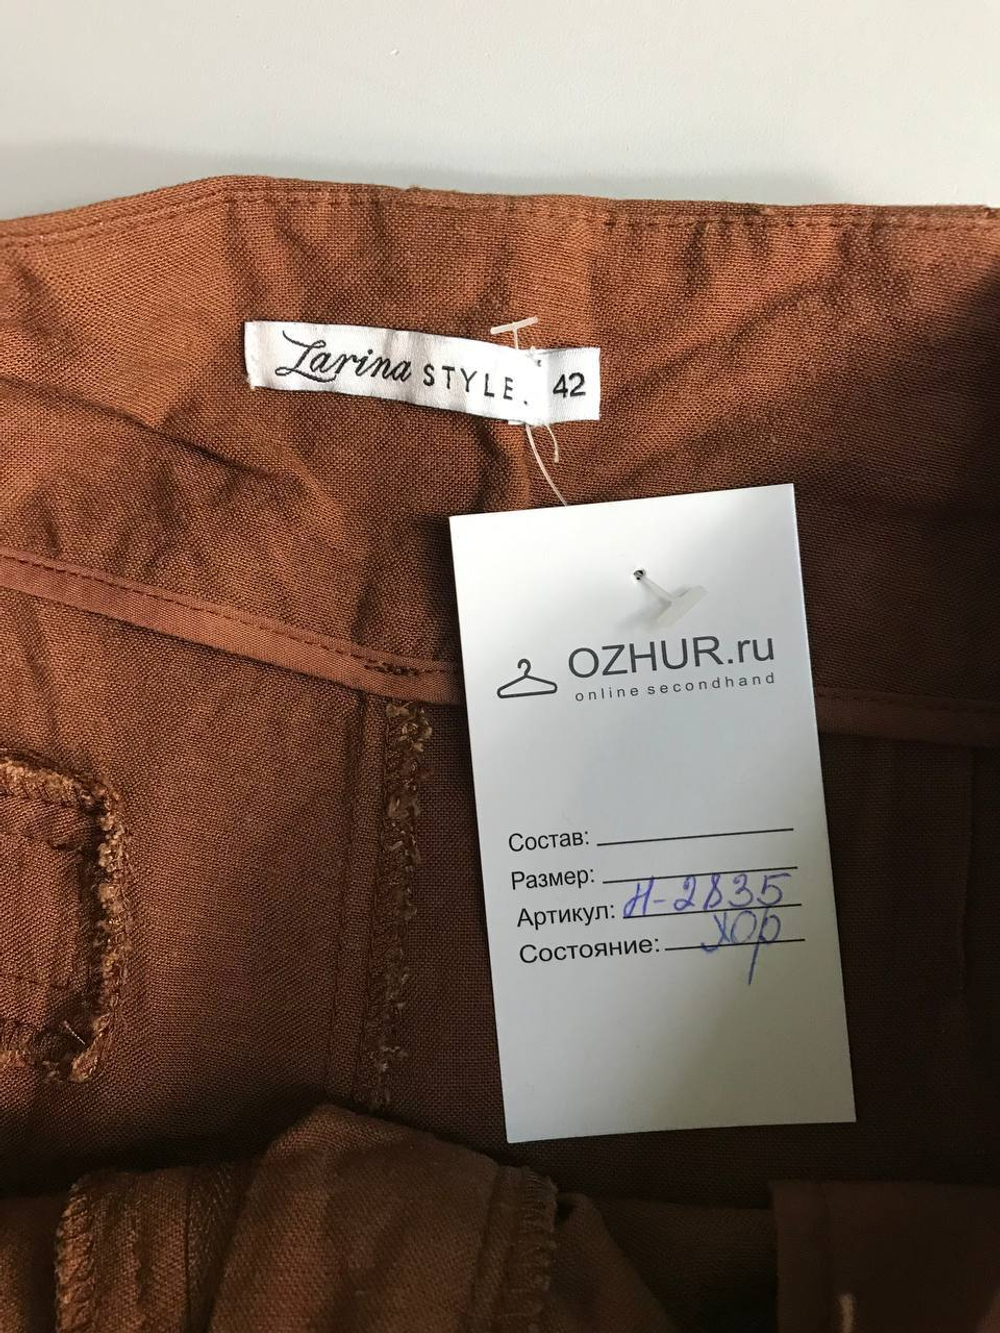 Larina STYLE. 42
OZHUR.ru
online secondhand
Состав:
Размер:
Артикул: Н-2835
Состояние: хор